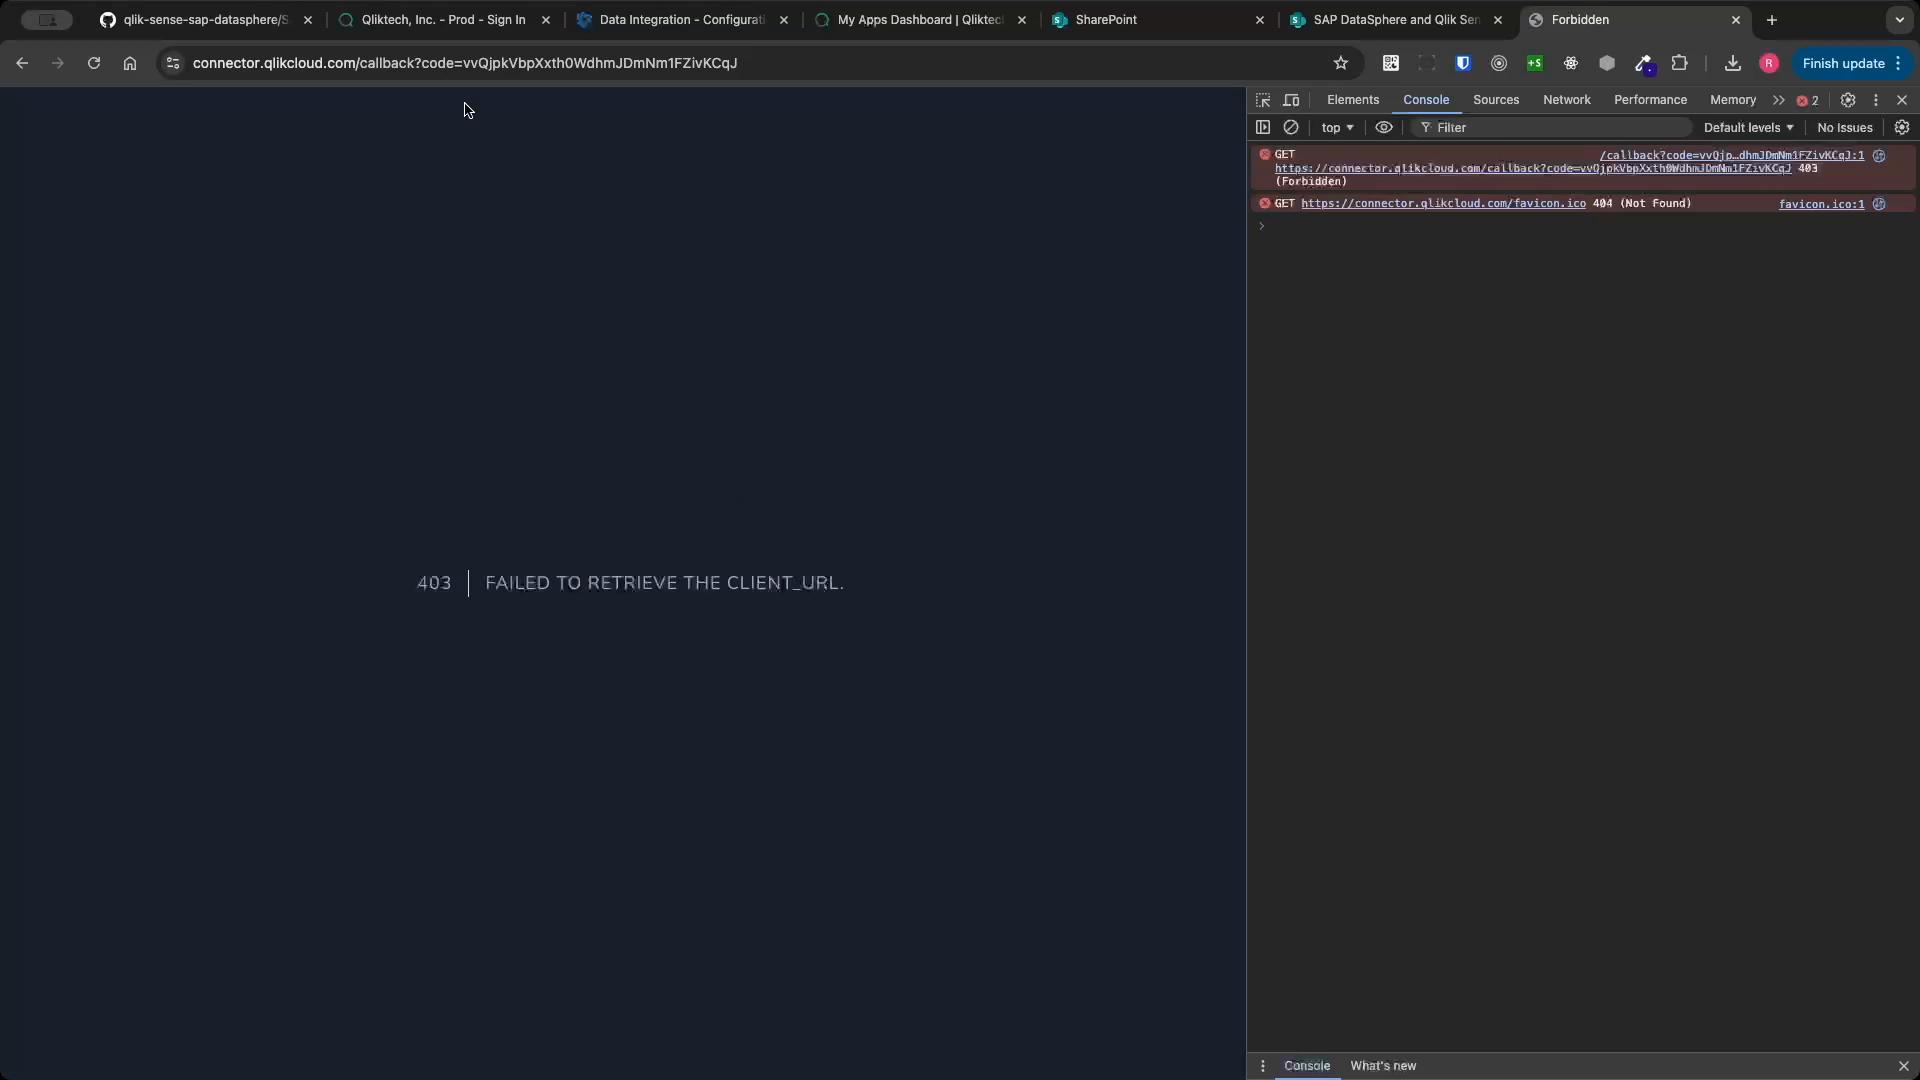 qlik-sense-sap-datasphere/S
Qliktech, Inc. - Prod - Sign In
Data Integration - Configurati
My Apps Dashboard | Qliktec
SharePoint
SAP DataSphere and Qlik Sen
Forbidden
connector.qlikcloud.com/callback?code=vvQjpkVbpXxth0WdhmJDmNm1FZivKCqJ
+S
R
Finish update
Elements
Console
Sources
Network
Performance
Memory
2
top
Filter
Default levels
No Issues
GET
/callback?code=vvQjp…dhmJDmNm1FZivKCqJ:1
https://connector.qlikcloud.com/callback?code=vvQjpkVbpXxth0WdhmJDmNm1FZivKCqJ 403
(Forbidden)
GET https://connector.qlikcloud.com/favicon.ico 404 (Not Found)
favicon.ico:1
403
FAILED TO RETRIEVE THE CLIENT_URL.
Console
What's new